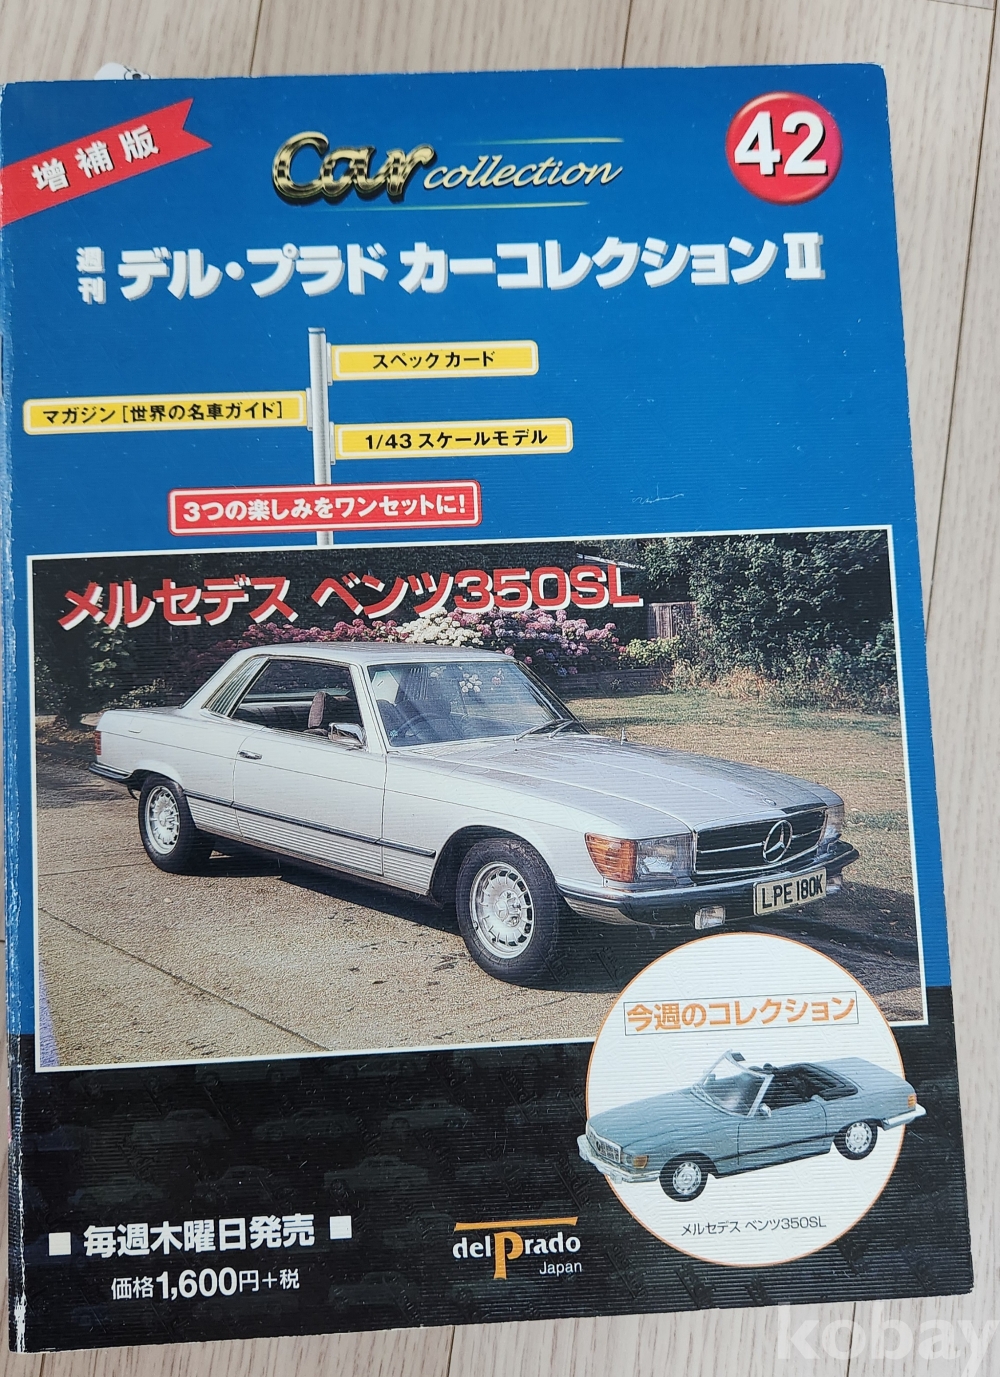 増補版
Car collection
42
週刊 デル・プラド カーコレクションⅡ
スペックカード
マガジン[世界の名車ガイド]
1/43スケールモデル
3つの楽しみをワンセットに!
メルセデス ベンツ350SL
LPE 180K
今週のコレクション
メルセデス ベンツ350SL
■ 毎週木曜日発売 ■
価格1,600円+税
del Prado
Japan
kobay